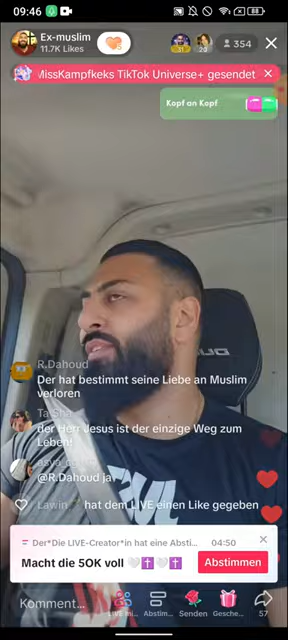 09:46
Ex-muslim
11.7K Likes
354
MissKampfkeks TikTok Universe+ gesendet
Kopf an Kopf
R.Dahoud
Der hat bestimmt seine Liebe an Muslim
verloren
der Herr Jesus ist der einzige Weg zum
Leben!
@R.Dahoud ja
Lawin hat dem LIVE einen Like gegeben
Der*Die LIVE-Creator*in hat eine Absti... 04:50
Macht die 5OK voll 🤍✝️🤍✝️
Abstimmen
Komment...
LIVE mi...
Abstim...
Senden
Gesche...
57